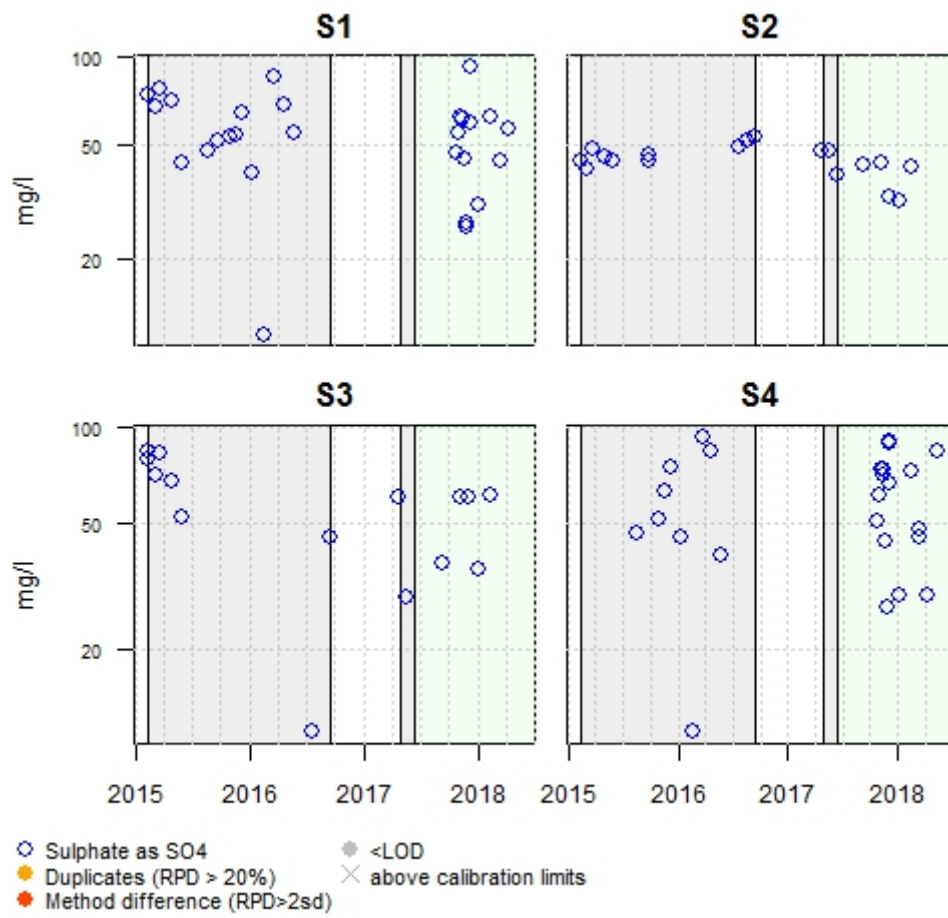 S1
S2
100
50
20
mg/l
S3
S4
100
50
20
mg/l
2015
2016
2017
2018
2015
2016
2017
2018
Sulphate as SO4
<LOD
Duplicates (RPD > 20%)
above calibration limits
Method difference (RPD>2sd)